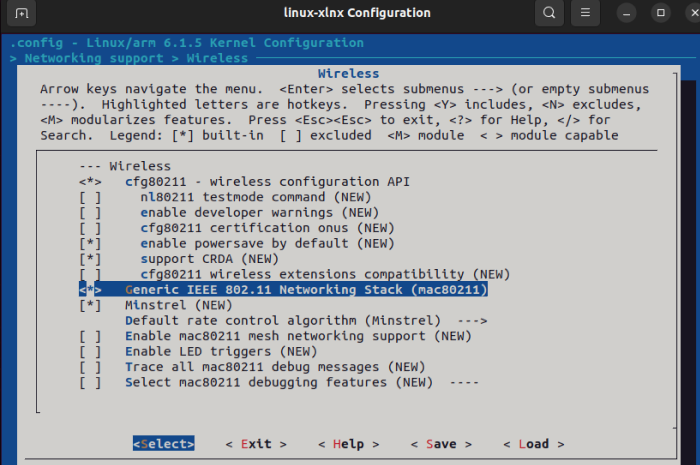 linux-xlnx Configuration
.config - Linux/arm 6.1.5 Kernel Configuration
> Networking support > Wireless
Wireless
Arrow keys navigate the menu. <Enter> selects submenus ---> (or empty submenus
----). Highlighted letters are hotkeys. Pressing <Y> includes, <N> excludes,
<M> modularizes features. Press <Esc><Esc> to exit, <?> for Help, </> for
Search. Legend: [*] built-in [ ] excluded <M> module < > module capable
--- Wireless
<*> cfg80211 - wireless configuration API
[ ] nl80211 testmode command (NEW)
[ ] enable developer warnings (NEW)
[ ] cfg80211 certification onus (NEW)
[*] enable powersave by default (NEW)
[*] support CRDA (NEW)
[ ] cfg80211 wireless extensions compatibility (NEW)
<*> Generic IEEE 802.11 Networking Stack (mac80211)
[*] Minstrel (NEW)
Default rate control algorithm (Minstrel) --->
[ ] Enable mac80211 mesh networking support (NEW)
[ ] Enable LED triggers (NEW)
[ ] Trace all mac80211 debug messages (NEW)
[ ] Select mac80211 debugging features (NEW) ----
<Select> < Exit > < Help > < Save > < Load >